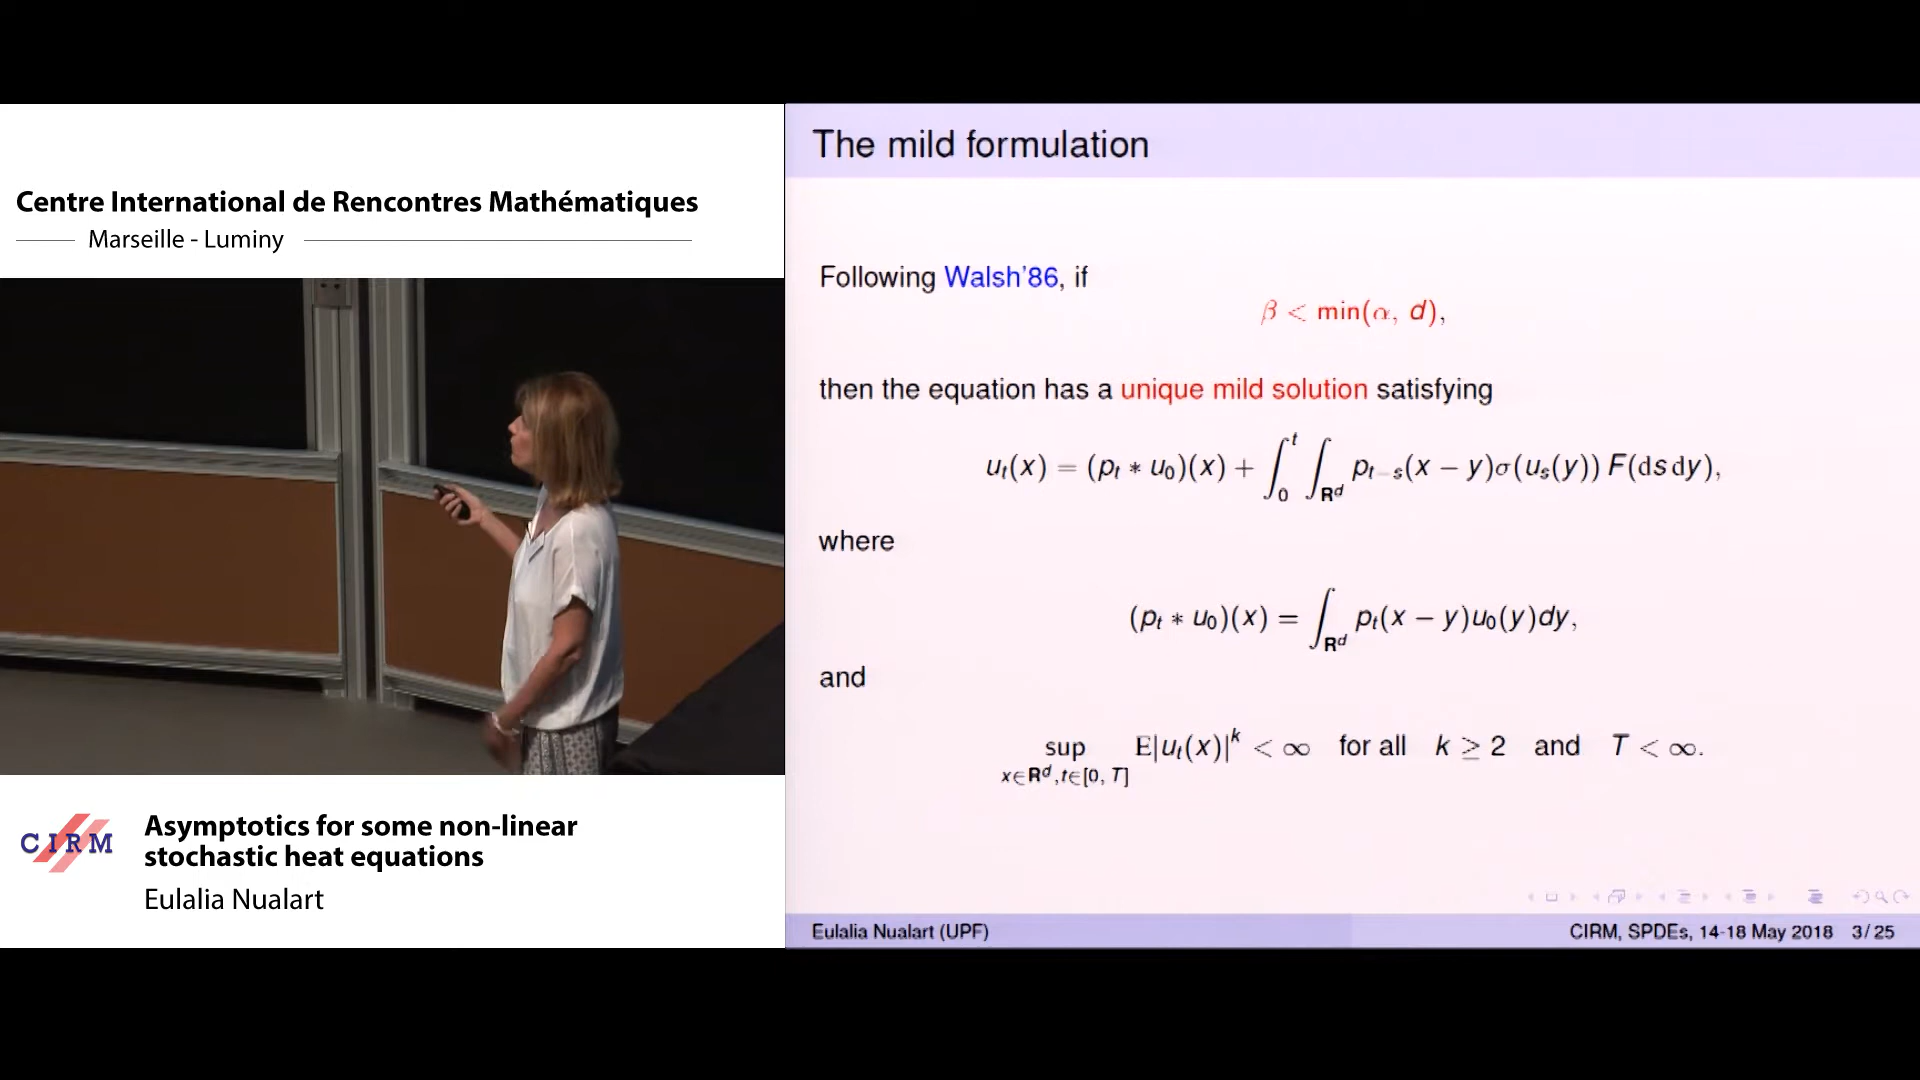 Centre International de Rencontres Mathématiques
Marseille - Luminy
CIRM
Asymptotics for some non-linear
stochastic heat equations
Eulalia Nualart
The mild formulation
Following Walsh'86, if
β < min(α, d),
then the equation has a unique mild solution satisfying
u_t(x) = (p_t * u_0)(x) + ∫_0^t ∫_{R^d} p_{t-s}(x − y)σ(u_s(y)) F(ds dy),
where
(p_t * u_0)(x) = ∫_{R^d} p_t(x − y)u_0(y)dy,
and
sup_{x∈R^d, t∈[0, T]} E|u_t(x)|^k < ∞ for all k ≥ 2 and T < ∞.
Eulalia Nualart (UPF) CIRM, SPDEs, 14-18 May 2018 3/25